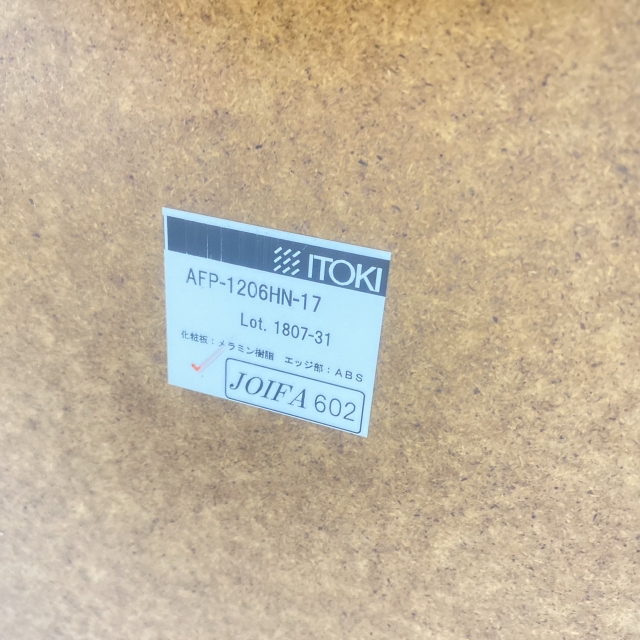 ITOKI
AFP-1206HN-17
Lot. 1807-31
化粧板:メラミン樹脂 エッジ部:ABS
JOIFA 602